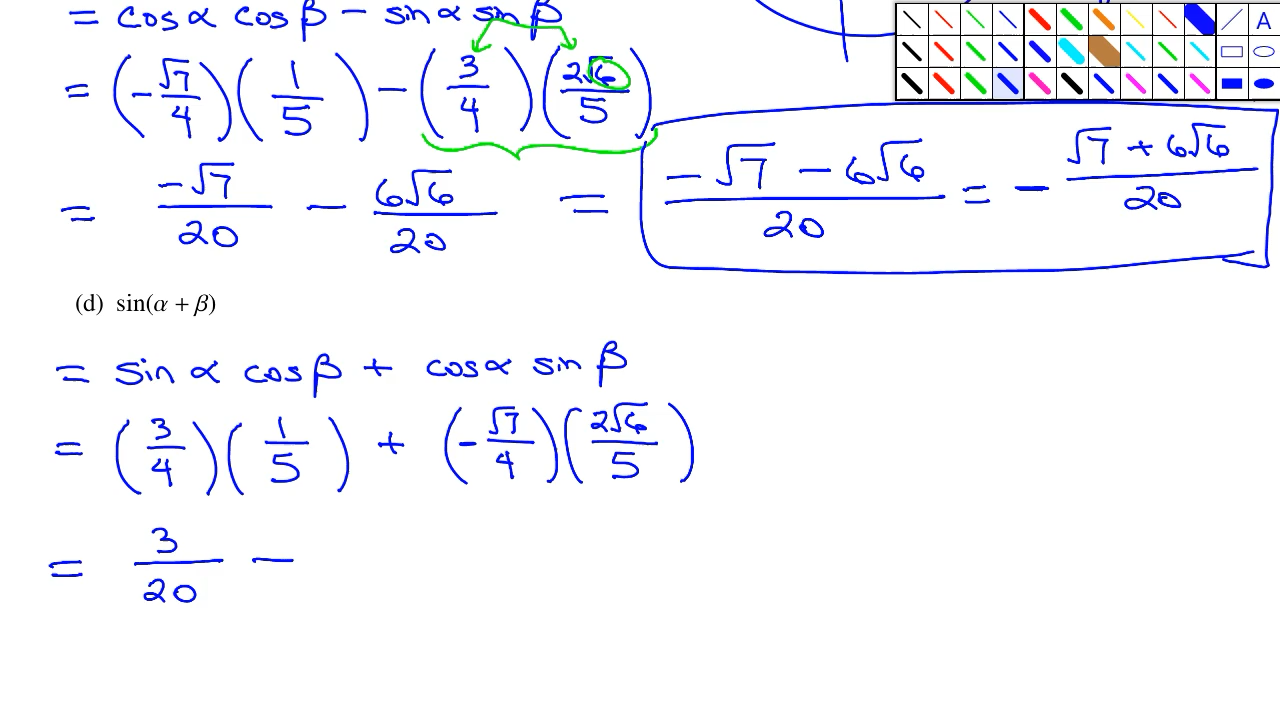 = cos α cos β − sin α sin β
= (−√7/4)(1/5) − (3/4)(2√6/5)
= −√7/20 − 6√6/20 = (−√7 − 6√6)/20 = −(√7 + 6√6)/20
(d) sin(α + β)
= sin α cos β + cos α sin β
= (3/4)(1/5) + (−√7/4)(2√6/5)
= 3/20 −
A